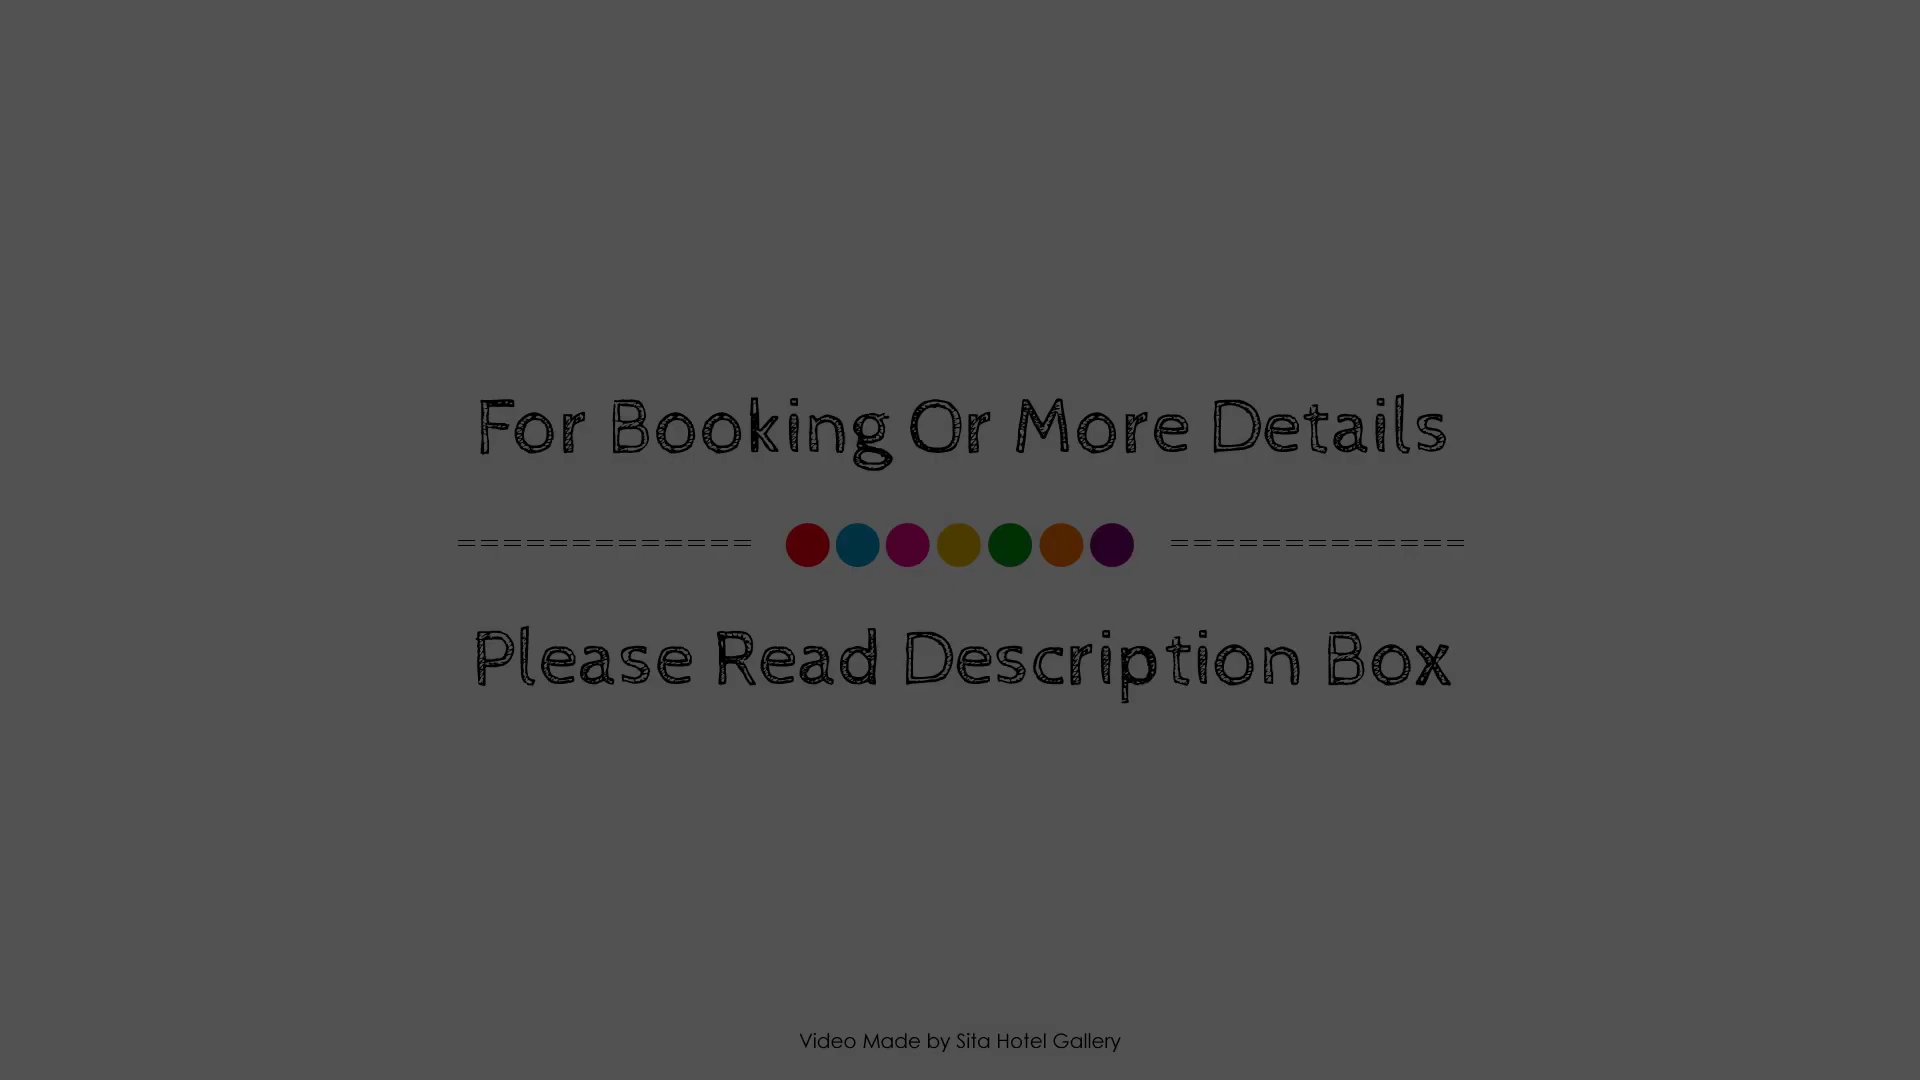 For Booking Or More Details
============= =============
Please Read Description Box
Video Made by Sita Hotel Gallery